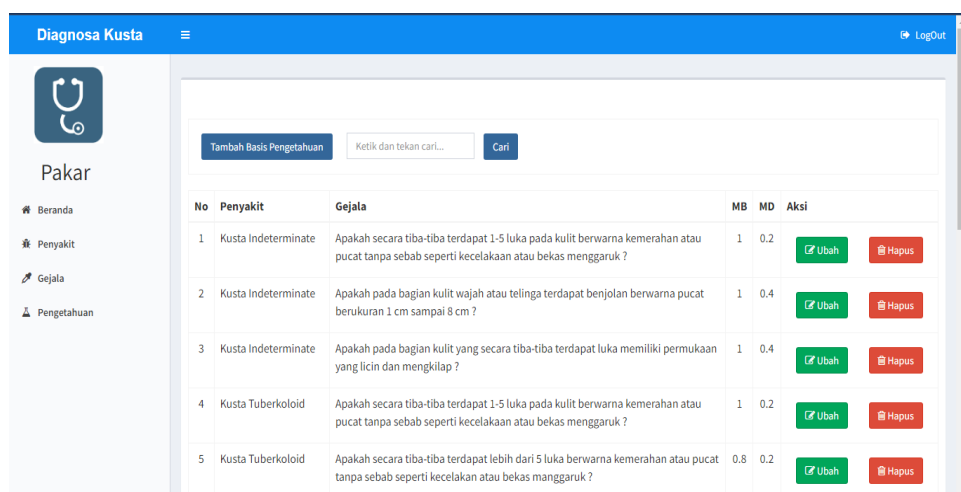 Diagnosa Kusta
LogOut
Pakar
Beranda
Penyakit
Gejala
Pengetahuan
Tambah Basis Pengetahuan Ketik dan tekan cari... Cari
No Penyakit Gejala MB MD Aksi
1 Kusta Indeterminate Apakah secara tiba-tiba terdapat 1-5 luka pada kulit berwarna kemerahan atau 1 0.2 Ubah Hapus
pucat tanpa sebab seperti kecelakaan atau bekas menggaruk ?
2 Kusta Indeterminate Apakah pada bagian kulit wajah atau telinga terdapat benjolan berwarna pucat 1 0.4 Ubah Hapus
berukuran 1 cm sampai 8 cm ?
3 Kusta Indeterminate Apakah pada bagian kulit yang secara tiba-tiba terdapat luka memiliki permukaan 1 0.4 Ubah Hapus
yang licin dan mengkilap ?
4 Kusta Tuberkoloid Apakah secara tiba-tiba terdapat 1-5 luka pada kulit berwarna kemerahan atau 1 0.2 Ubah Hapus
pucat tanpa sebab seperti kecelakaan atau bekas menggaruk ?
5 Kusta Tuberkoloid Apakah secara tiba-tiba terdapat lebih dari 5 luka berwarna kemerahan atau pucat 0.8 0.2 Ubah Hapus
tanpa sebab seperti kecelakan atau bekas manggaruk ?